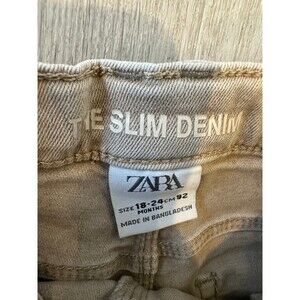 THE SLIM DENIM
ZARA
SIZE 18-24 CM 92
MONTHS
MADE IN BANGLADESH